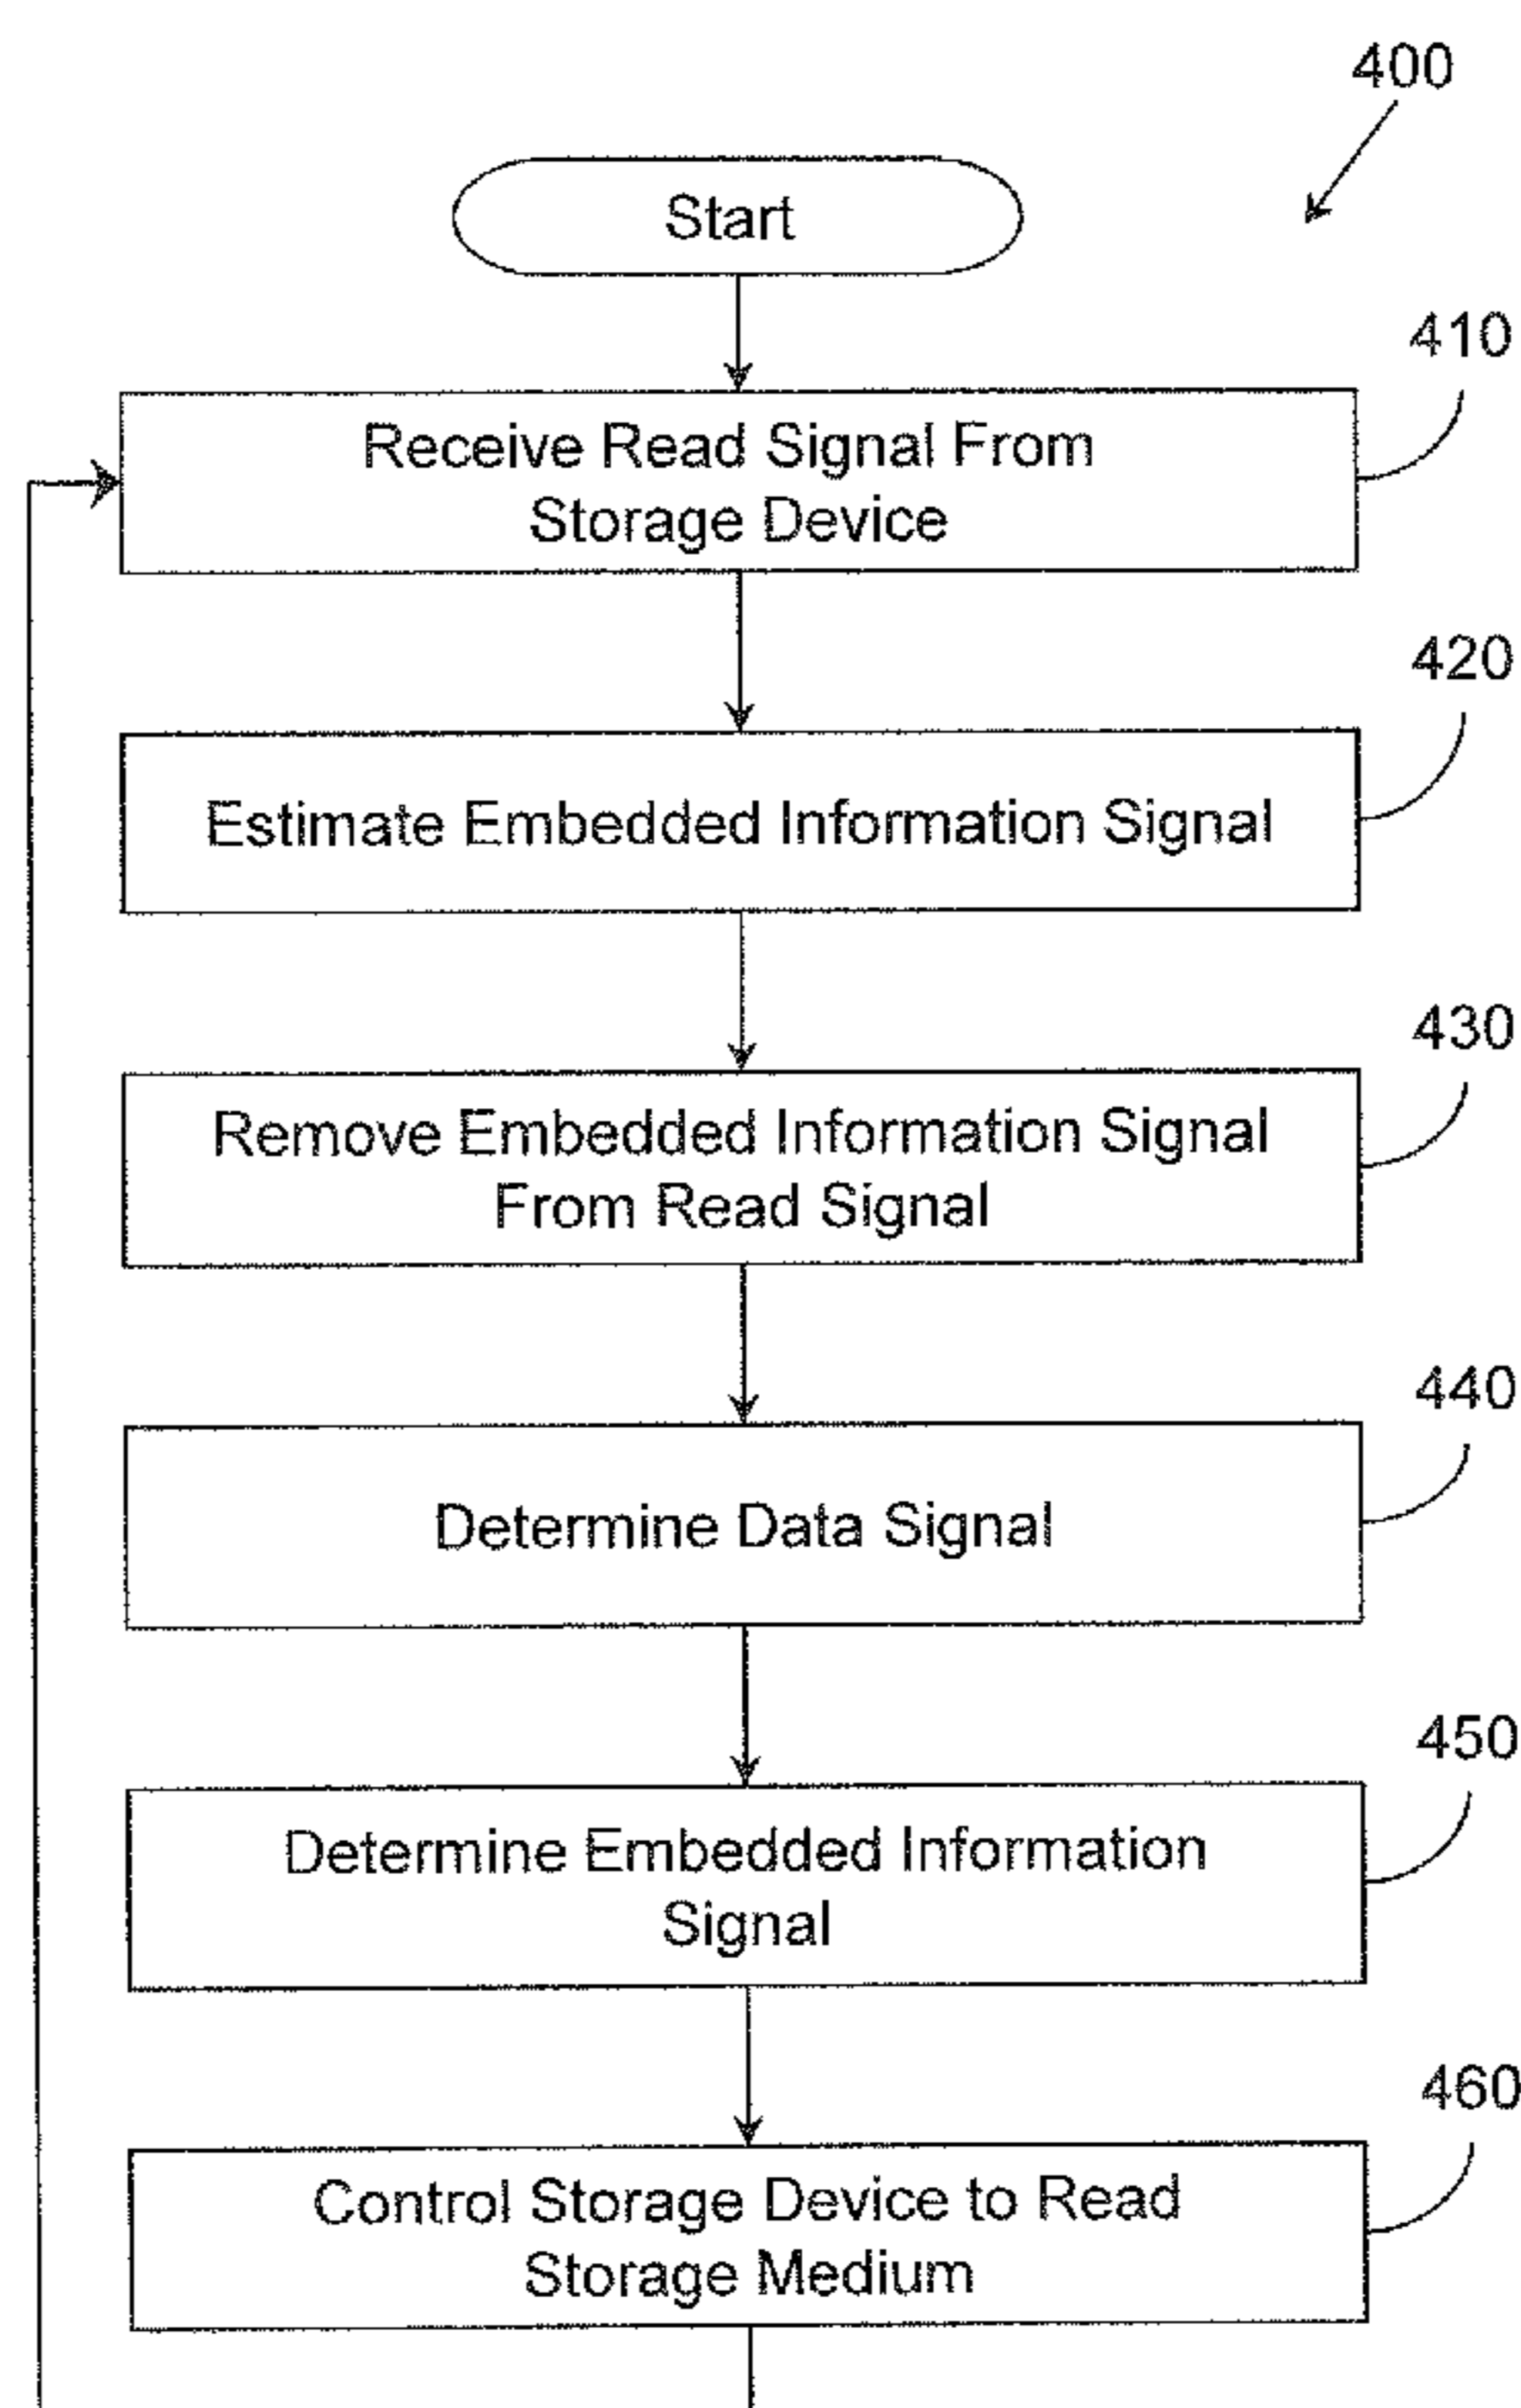 400
Start
410
Receive Read Signal From
Storage Device
420
Estimate Embedded Information Signal
430
Remove Embedded Information Signal
From Read Signal
440
Determine Data Signal
450
Determine Embedded Information
Signal
460
Control Storage Device to Read
Storage Medium